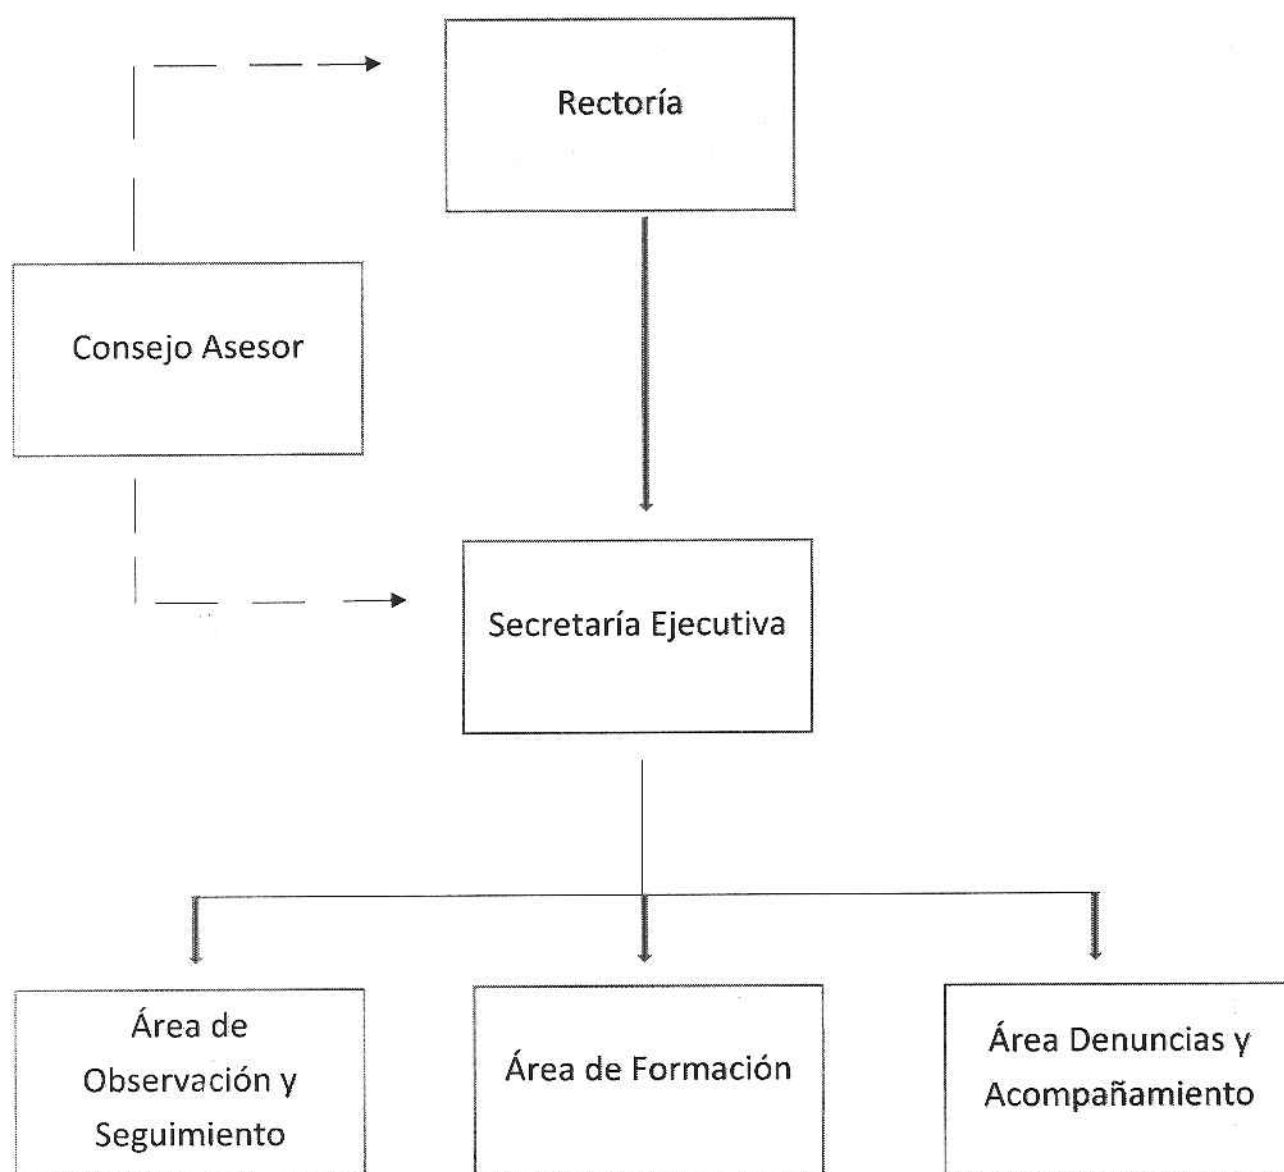 Rectoría
Consejo Asesor
Secretaría Ejecutiva
Área de
Observación y
Seguimiento
Área de Formación
Área Denuncias y
Acompañamiento